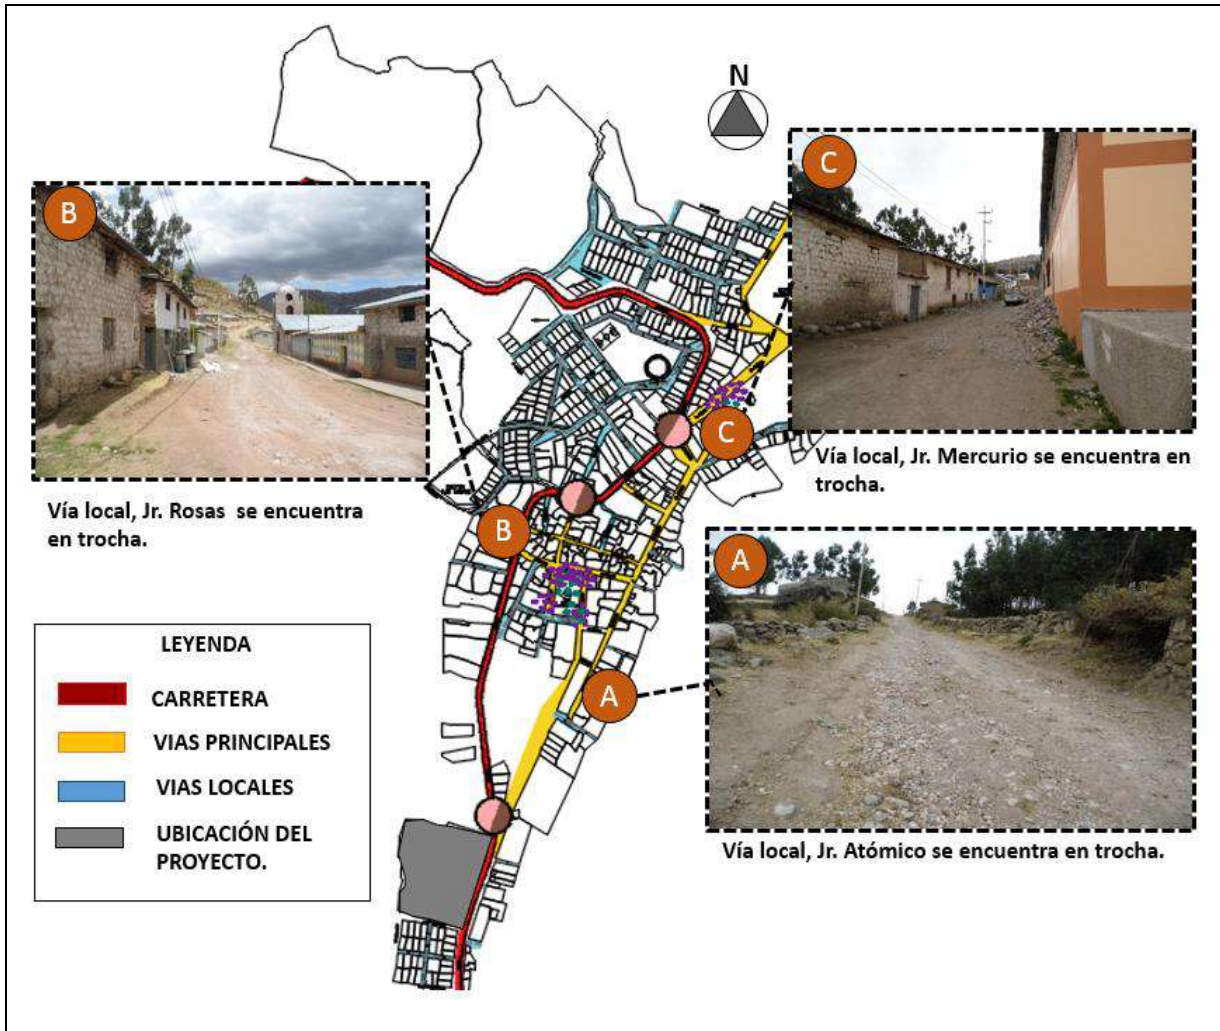 N
C
B
Vía local, Jr. Mercurio se encuentra en
trocha.
Vía local, Jr. Rosas se encuentra
en trocha.
C
B
A
A
Vía local, Jr. Atómico se encuentra en trocha.
LEYENDA
CARRETERA
VIAS PRINCIPALES
VIAS LOCALES
UBICACIÓN DEL
PROYECTO.